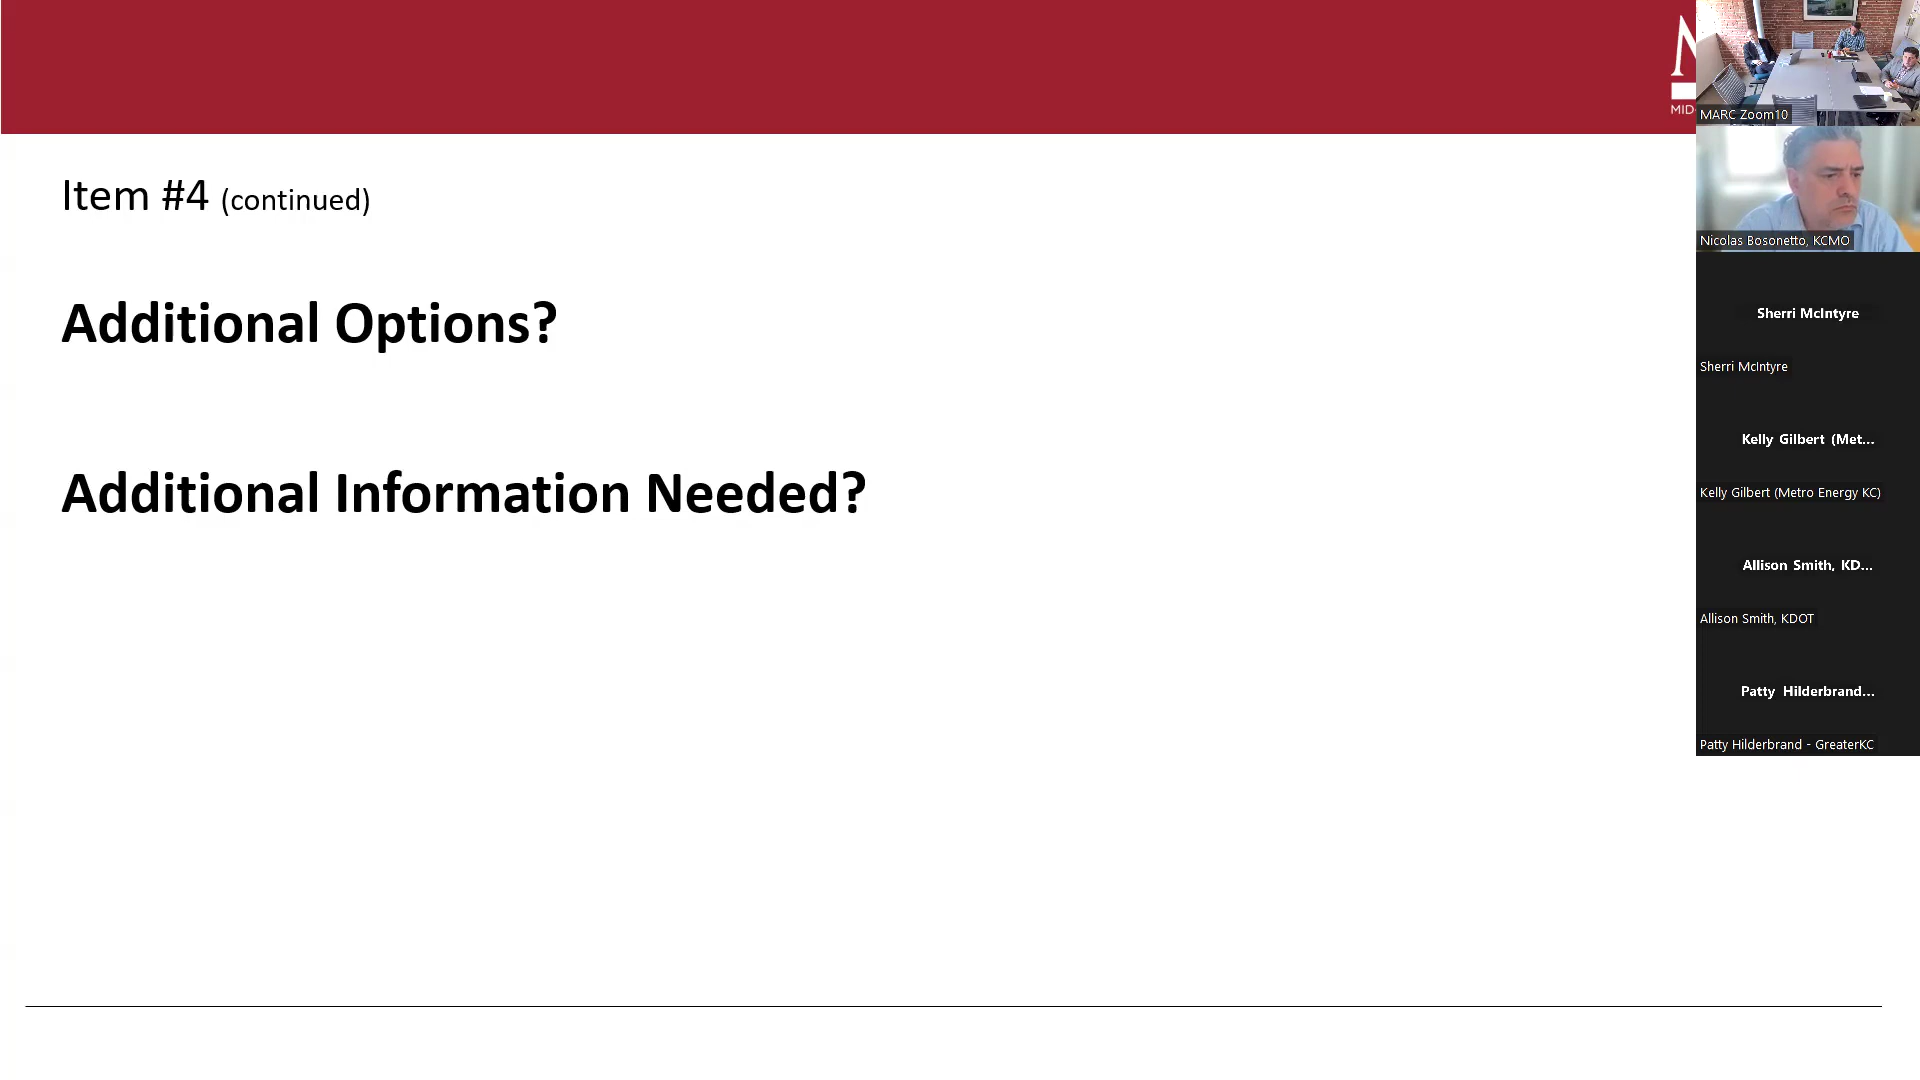 Item #4 (continued)
Additional Options?
Additional Information Needed?
MID-
MARC Zoom10
Nicolas Bosonetto, KCMO
Sherri McIntyre
Sherri McIntyre
Kelly Gilbert (Met...
Kelly Gilbert (Metro Energy KC)
Allison Smith, KD...
Allison Smith, KDOT
Patty Hilderbrand...
Patty Hilderbrand - GreaterKC